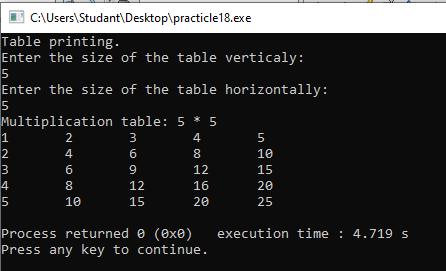 C:\Users\Studant\Desktop\practicle18.exe
Table printing.
Enter the size of the table verticaly:
5
Enter the size of the table horizontally:
5
Multiplication table: 5 * 5
1 2 3 4 5
2 4 6 8 10
3 6 9 12 15
4 8 12 16 20
5 10 15 20 25
Process returned 0 (0x0) execution time : 4.719 s
Press any key to continue.